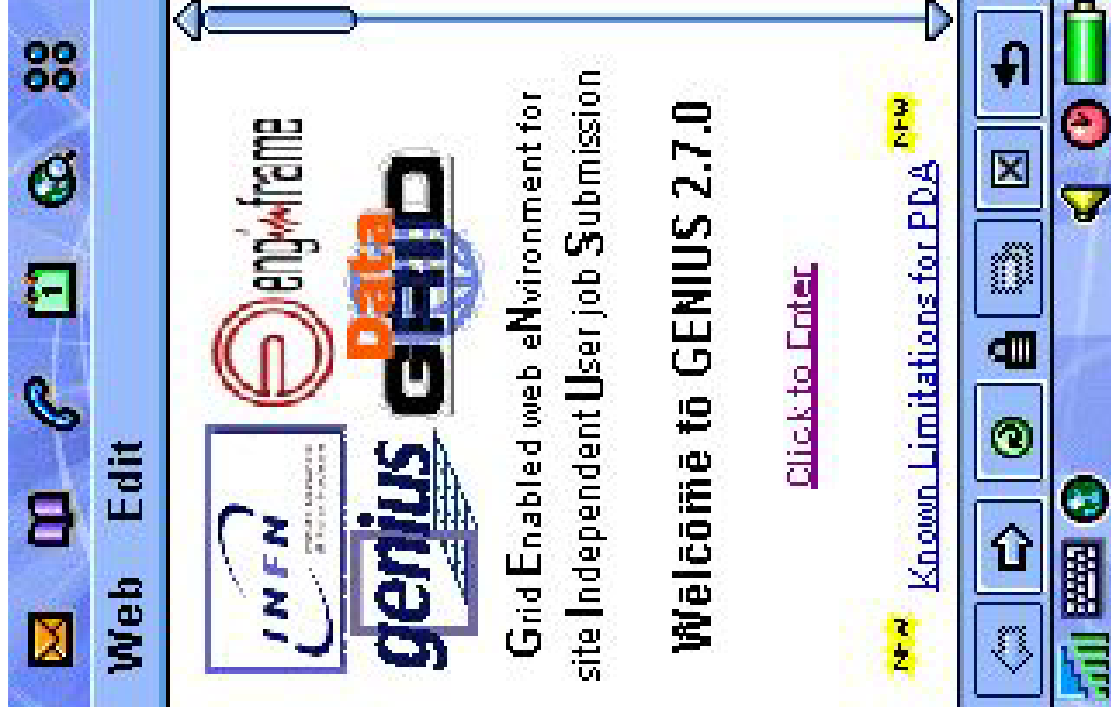 Web Edit
INFN
enginframe
genius
Data
GRID
Grid Enabled web eNvironment for
site Independent User job Submission
Welcome to GENIUS 2.7.0
Click to Enter
NEW Known Limitations for PDA NEW